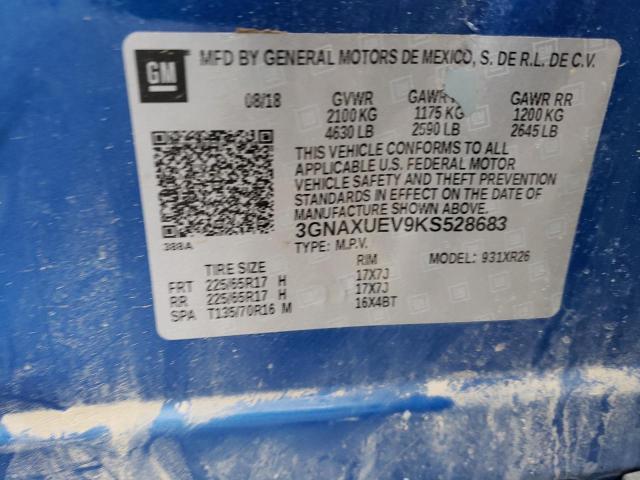 GM
MFD BY GENERAL MOTORS DE MEXICO, S. DE R.L. DE C.V.
08/18 GVWR GAWR GAWR RR
2100 KG 1175 KG 1200 KG
4630 LB 2590 LB 2645 LB
THIS VEHICLE CONFORMS TO ALL
APPLICABLE U.S. FEDERAL MOTOR
VEHICLE SAFETY AND THEFT PREVENTION
STANDARDS IN EFFECT ON THE DATE OF
MANUFACTURE SHOWN ABOVE.
388A
3GNAXUEV9KS528683
TYPE: M.P.V. MODEL: 931XR26
TIRE SIZE RIM
FRT 225/65R17 H 17X7J
RR 225/65R17 H 17X7J
SPA T135/70R16 M 16X4BT